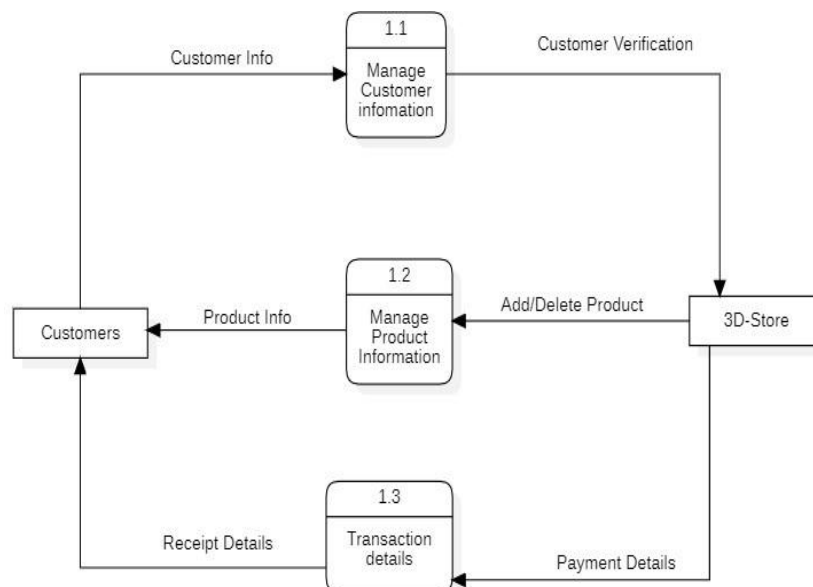 1.1
Customer Info
Customer Verification
Manage
Customer
infomation
1.2
Add/Delete Product
Product Info
Manage
Product
Information
Customers
3D-Store
1.3
Receipt Details
Transaction
details
Payment Details